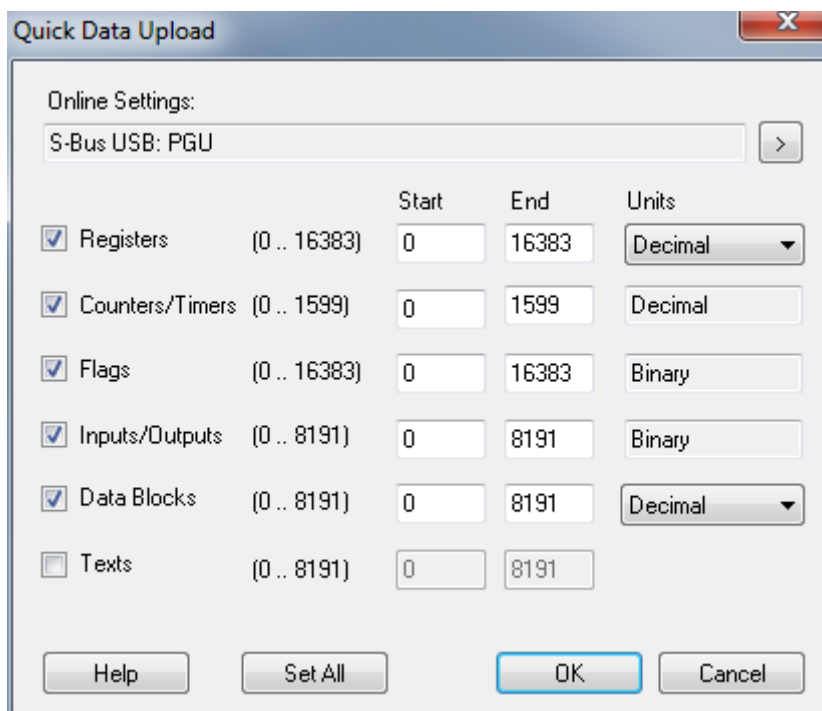 Quick Data Upload
Online Settings:
S-Bus USB: PGU >
Start End Units
Registers (0 .. 16383) 0 16383 Decimal
Counters/Timers (0 .. 1599) 0 1599 Decimal
Flags (0 .. 16383) 0 16383 Binary
Inputs/Outputs (0 .. 8191) 0 8191 Binary
Data Blocks (0 .. 8191) 0 8191 Decimal
Texts (0 .. 8191) 0 8191
Help Set All OK Cancel